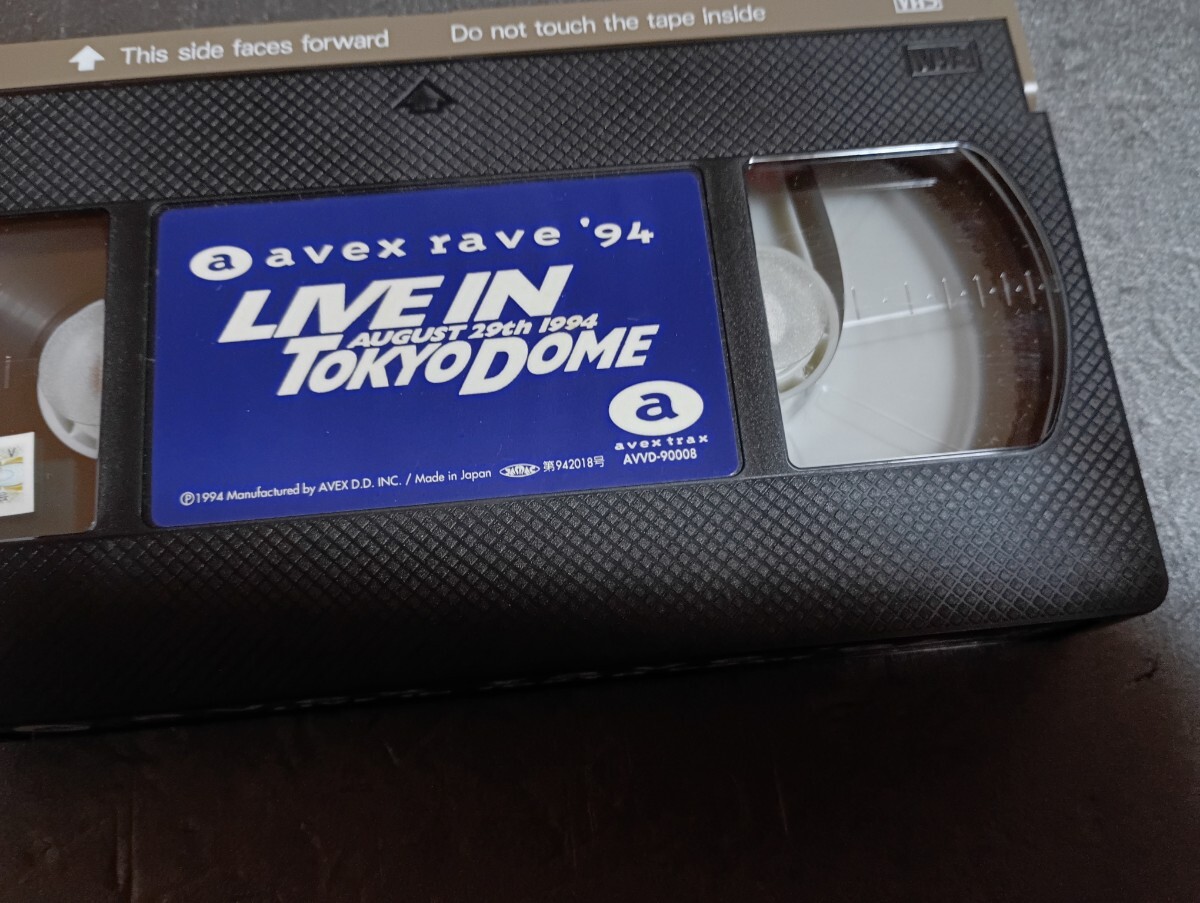 This side faces forward
Do not touch the tape inside
VHS
VHS
a avex rave '94
LIVE IN
AUGUST 29th 1994
TOKYO DOME
a
avex trax
AVVD-90008
Ⓟ1994 Manufactured by AVEX D.D. INC. / Made in Japan
第942018号
V